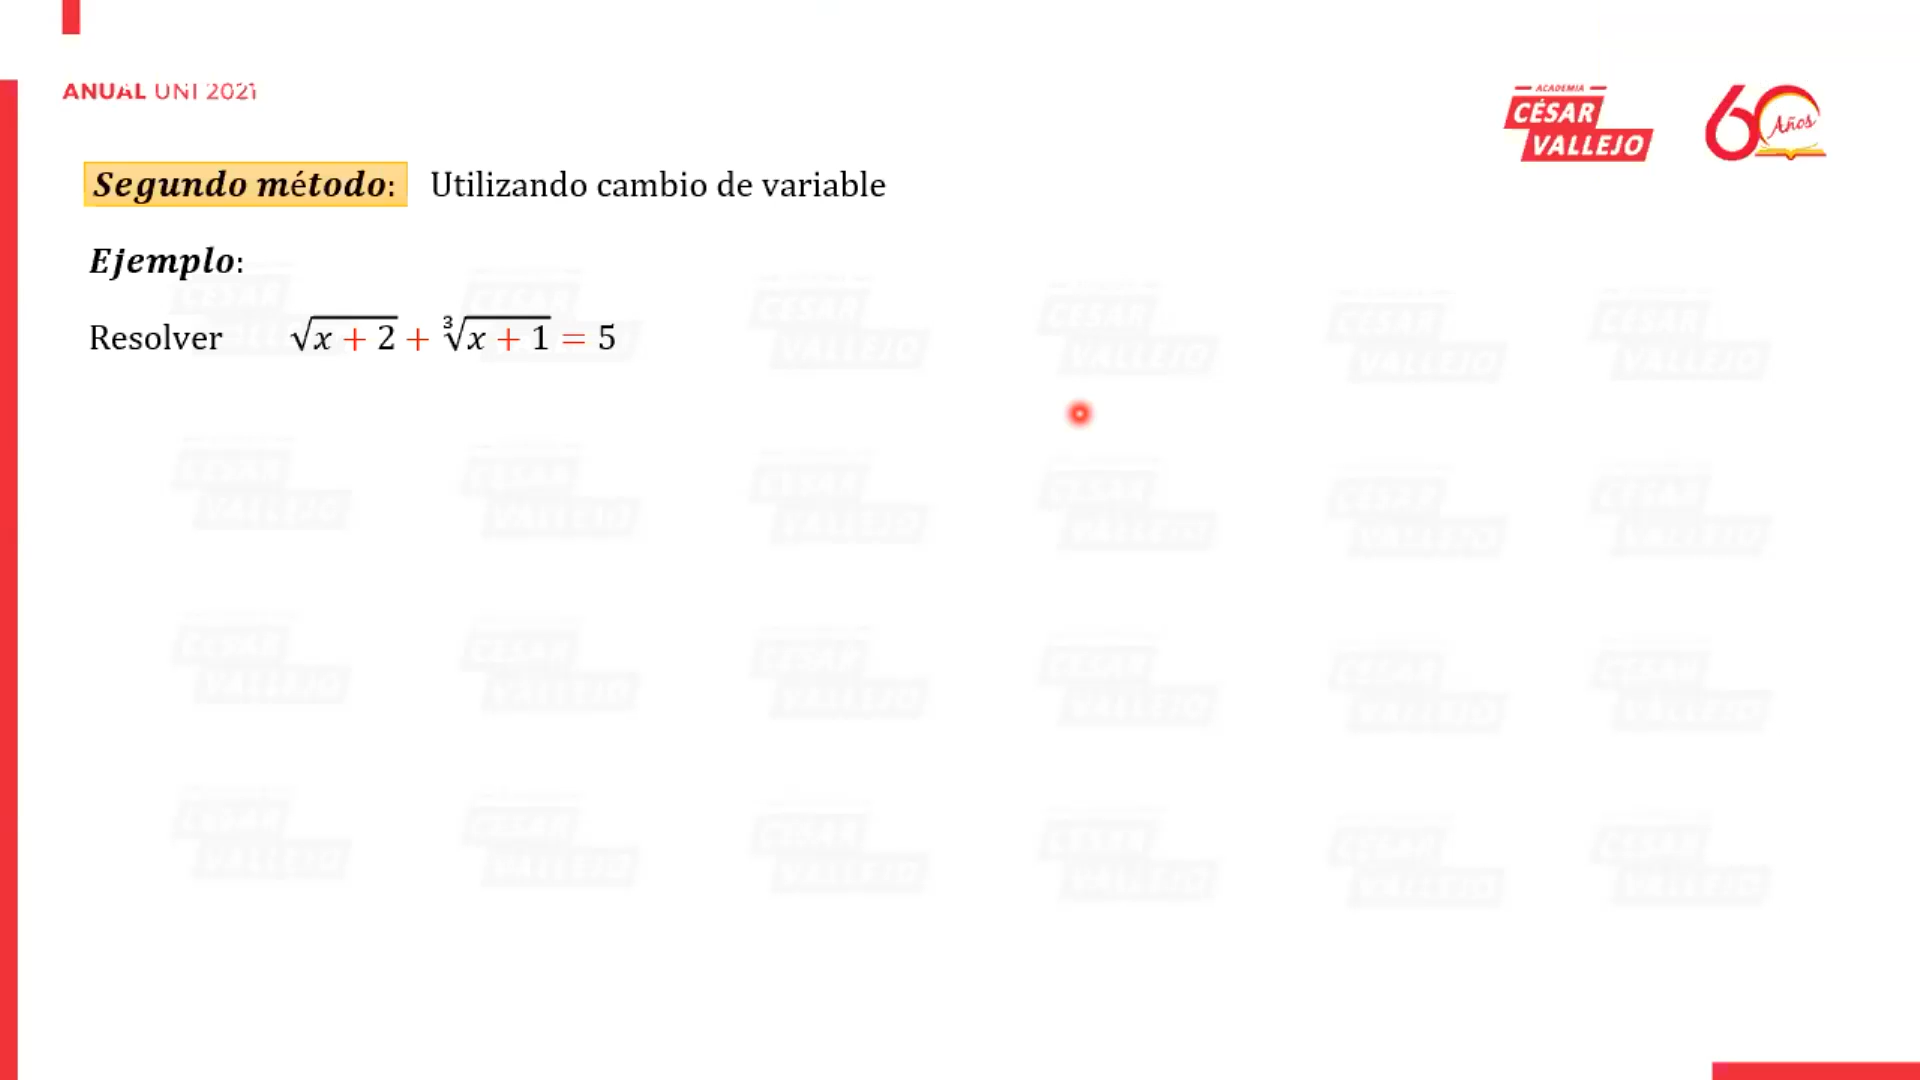 ANUAL UNI 2021
ACADEMIA
CÉSAR
VALLEJO
60 Años
Segundo método: Utilizando cambio de variable
Ejemplo:
Resolver √(x + 2) + ∛(x + 1) = 5